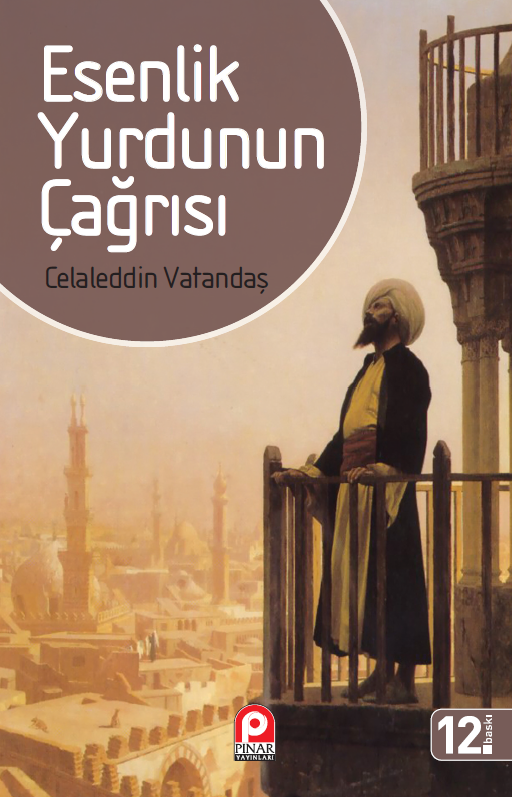 Esenlik
Yurdunun
Çağrısı
Celaleddin Vatandaş
PINAR
YAYINLARI
12.
baskı